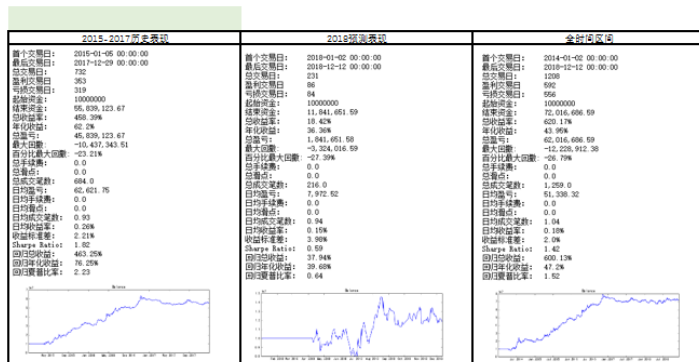 2015-2017历史表现
首个交易日: 2015-01-05 00:00:00
最后交易日: 2017-12-29 00:00:00
总交易日: 732
盈利交易日 353
亏损交易日: 319
起始资金: 10000000
结束资金: 55,839,123.67
总收益率: 458.39%
年化收益: 62.2%
总盈亏: 45,839,123.67
最大回撤: -10,437,343.51
百分比最大回撤: -23.21%
总手续费: 0.0
总滑点: 0.0
总成交笔数: 684.0
日均盈亏: 62,621.75
日均手续费: 0.0
日均滑点: 0.0
日均成交笔数: 0.93
日均收益率: 0.26%
收益标准差: 2.21%
Sharpe Ratio: 1.82
回归总收益: 463.25%
回归年化收益: 76.25%
回归夏普比率: 2.23
Balance
2018预测表现
首个交易日: 2018-01-02 00:00:00
最后交易日: 2018-12-12 00:00:00
总交易日: 231
盈利交易日 86
亏损交易日: 84
起始资金: 10000000
结束资金: 11,841,651.59
总收益率: 18.42%
年化收益: 36.36%
总盈亏: 1,841,651.58
最大回撤: -3,324,016.59
百分比最大回撤: -27.39%
总手续费: 0.0
总滑点: 0.0
总成交笔数: 216.0
日均盈亏: 7,972.52
日均手续费: 0.0
日均滑点: 0.0
日均成交笔数: 0.94
日均收益率: 0.15%
收益标准差: 3.98%
Sharpe Ratio: 0.59
回归总收益: 37.94%
回归年化收益: 39.68%
回归夏普比率: 0.64
Balance
全时间区间
首个交易日: 2014-01-02 00:00:00
最后交易日: 2018-12-12 00:00:00
总交易日: 1208
盈利交易日 592
亏损交易日: 556
起始资金: 10000000
结束资金: 72,016,686.59
总收益率: 620.17%
年化收益: 43.95%
总盈亏: 62,016,686.59
最大回撤: -12,228,912.38
百分比最大回撤: -26.79%
总手续费: 0.0
总滑点: 0.0
总成交笔数: 1,259.0
日均盈亏: 51,338.32
日均手续费: 0.0
日均滑点: 0.0
日均成交笔数: 1.04
日均收益率: 0.18%
收益标准差: 2.0%
Sharpe Ratio: 1.42
回归总收益: 600.13%
回归年化收益: 47.2%
回归夏普比率: 1.52
Balance